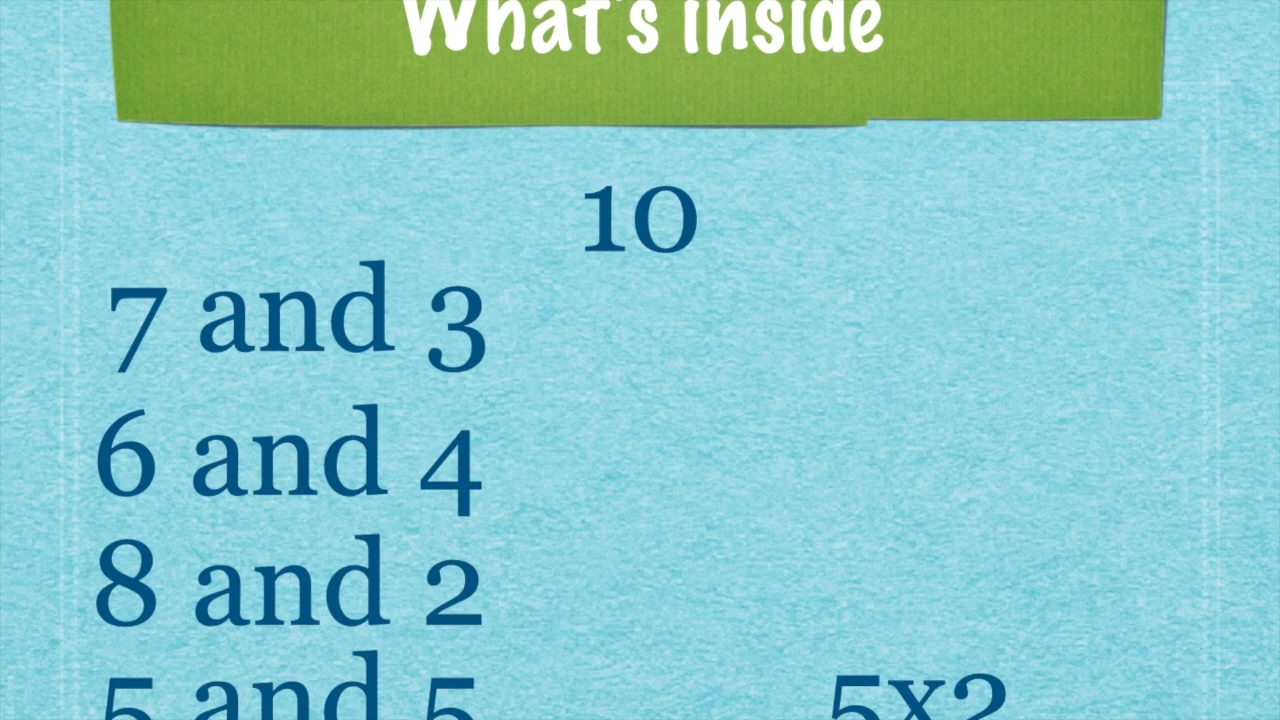 What's inside
10
7 and 3
6 and 4
8 and 2
5 and 5 5x2